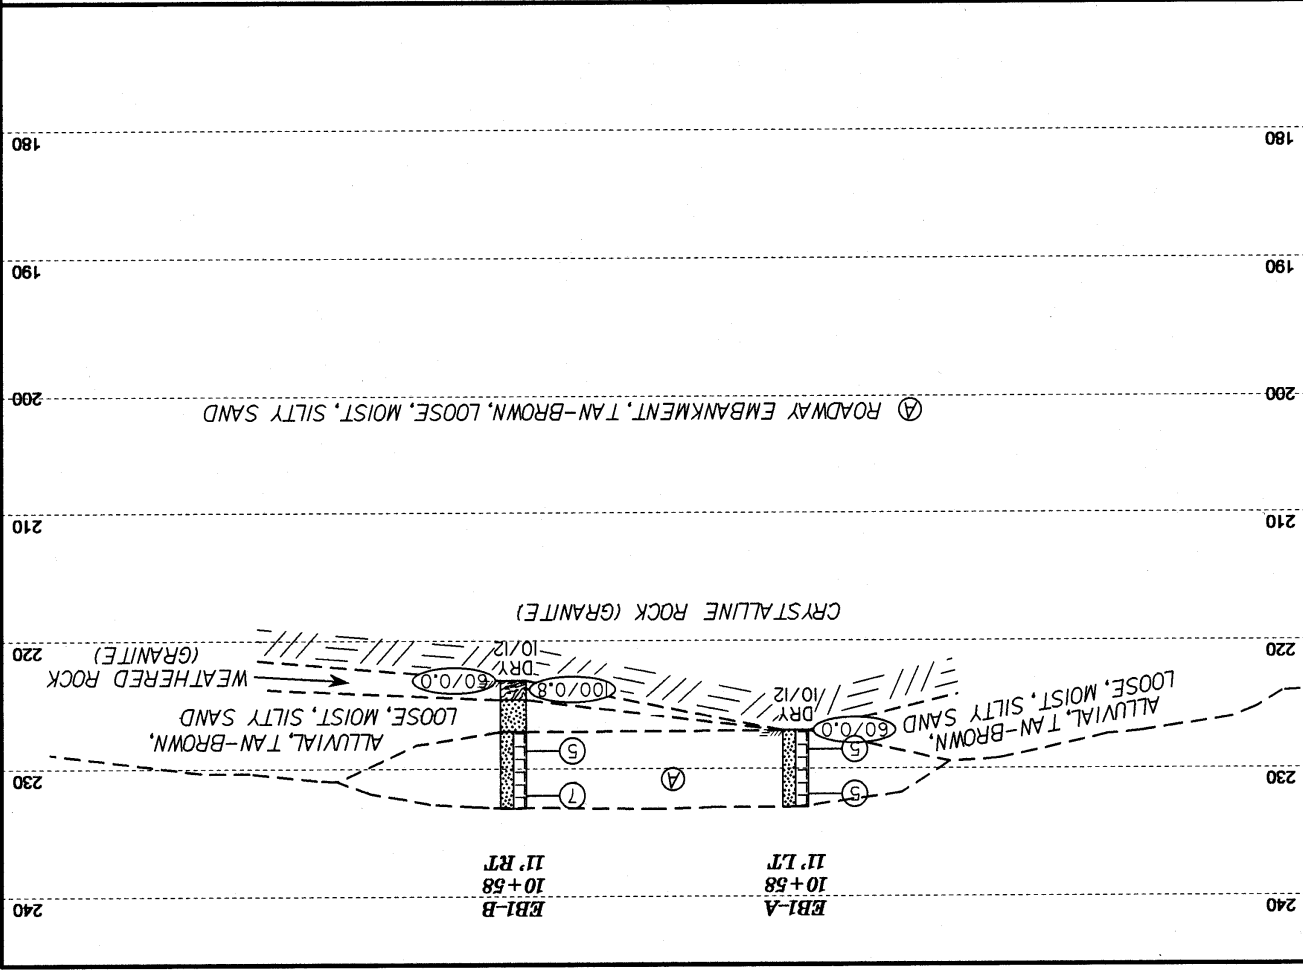 240
EB1-A
10+58
11' LT
EB1-B
10+58
11' RT
240
230
5
5
60/0.0
A
7
5
100/0.8
60/0.0
230
ALLUVIAL, TAN-BROWN,
LOOSE, MOIST, SILTY SAND
DRY
10/12
DRY
10/12
ALLUVIAL, TAN-BROWN,
LOOSE, MOIST, SILTY SAND
WEATHERED ROCK
(GRANITE)
220
220
CRYSTALLINE ROCK (GRANITE)
210
210
200
A ROADWAY EMBANKMENT, TAN-BROWN, LOOSE, MOIST, SILTY SAND
200
190
190
180
180